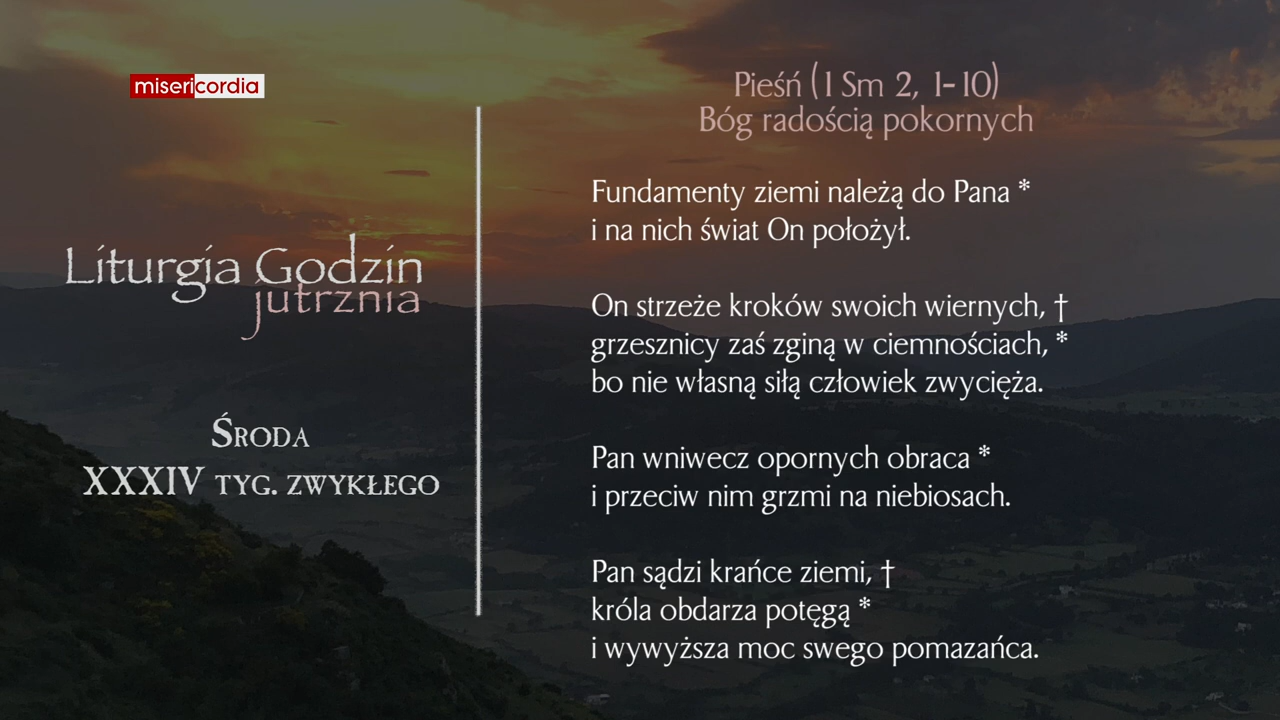 misericordia
Liturgia Godzin
jutrznia
Środa
XXXIV tyg. zwykłego
Pieśń (1 Sm 2, 1-10)
Bóg radością pokornych
Fundamenty ziemi należą do Pana *
i na nich świat On położył.
On strzeże kroków swoich wiernych, †
grzesznicy zaś zginą w ciemnościach, *
bo nie własną siłą człowiek zwycięża.
Pan wniwecz opornych obraca *
i przeciw nim grzmi na niebiosach.
Pan sądzi krańce ziemi, †
króla obdarza potęgą *
i wywyższa moc swego pomazańca.